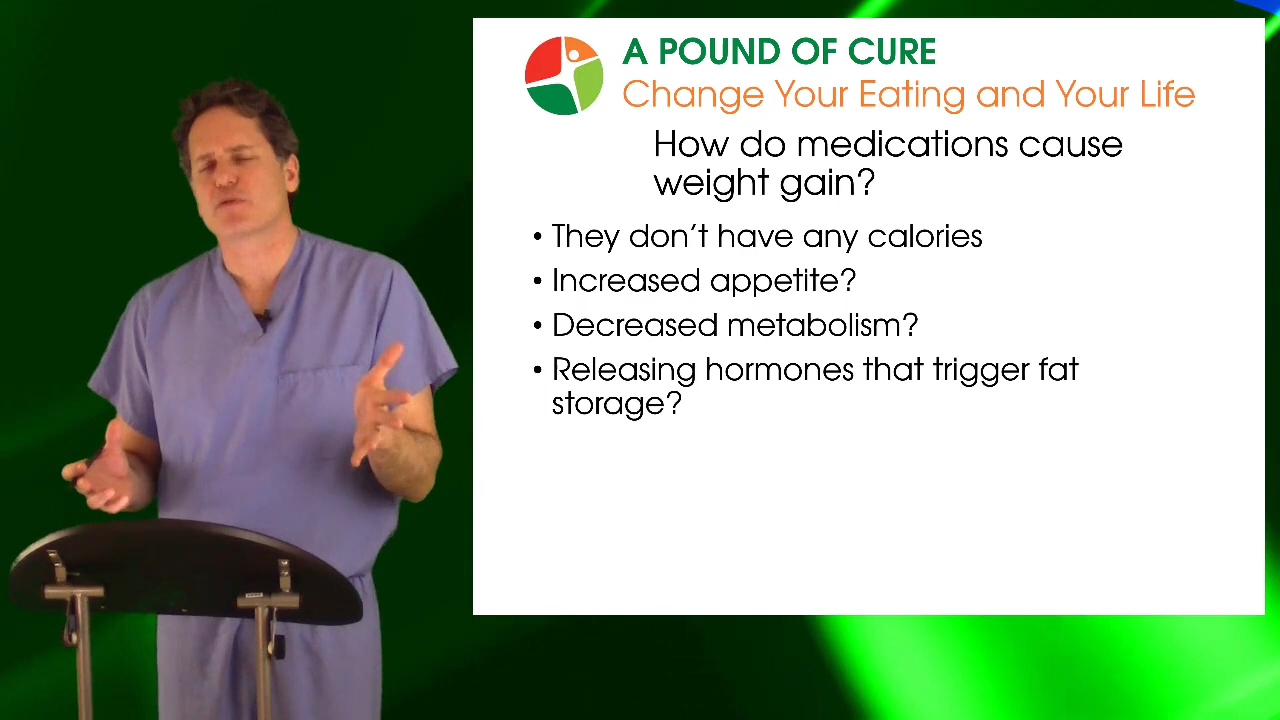 A POUND OF CURE
Change Your Eating and Your Life
How do medications cause
weight gain?
• They don’t have any calories
• Increased appetite?
• Decreased metabolism?
• Releasing hormones that trigger fat
storage?